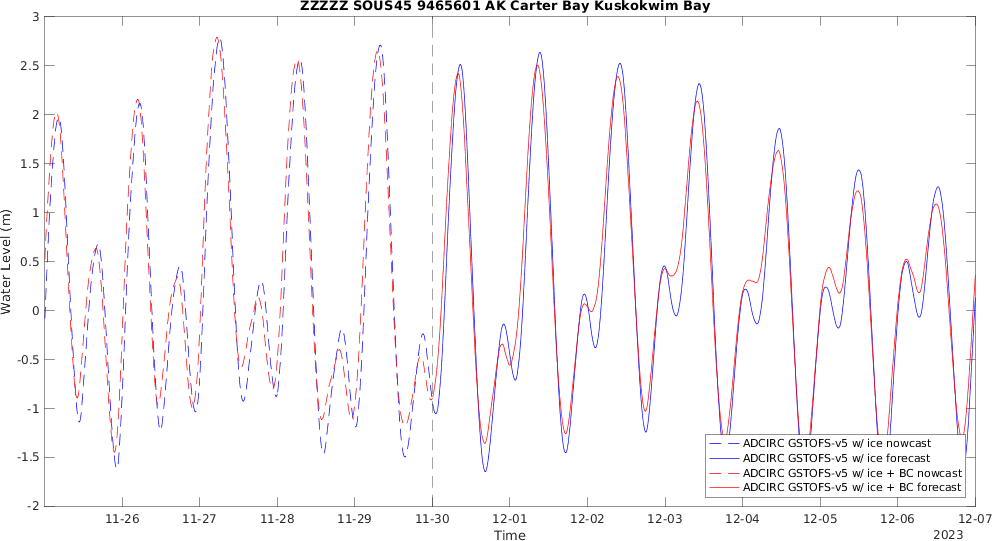 ZZZZZ SOUS45 9465601 AK Carter Bay Kuskokwim Bay
3
2.5
2
1.5
1
0.5
0
-0.5
-1
-1.5
-2
Water Level (m)
11-26 11-27 11-28 11-29 11-30 12-01 12-02 12-03 12-04 12-05 12-06 12-07
Time
2023
ADCIRC GSTOFS-v5 w/ ice nowcast
ADCIRC GSTOFS-v5 w/ ice forecast
ADCIRC GSTOFS-v5 w/ ice + BC nowcast
ADCIRC GSTOFS-v5 w/ ice + BC forecast